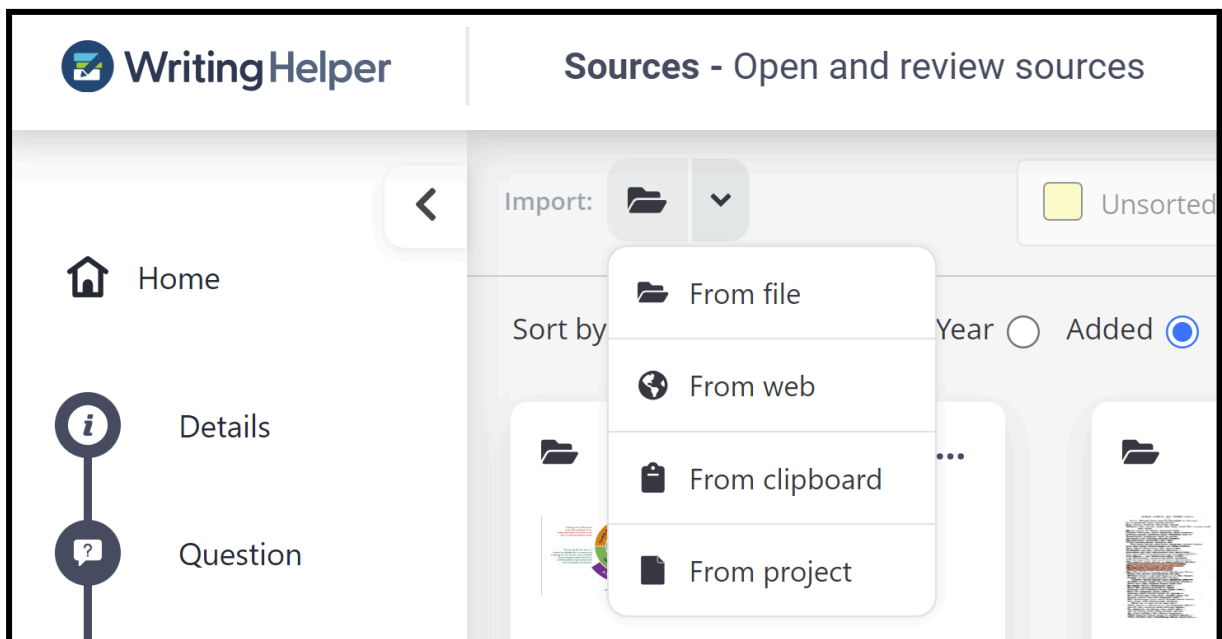 WritingHelper
Sources - Open and review sources
Import:
Unsorted
Home
From file
Sort by
Year
Added
From web
Details
From clipboard
Question
From project